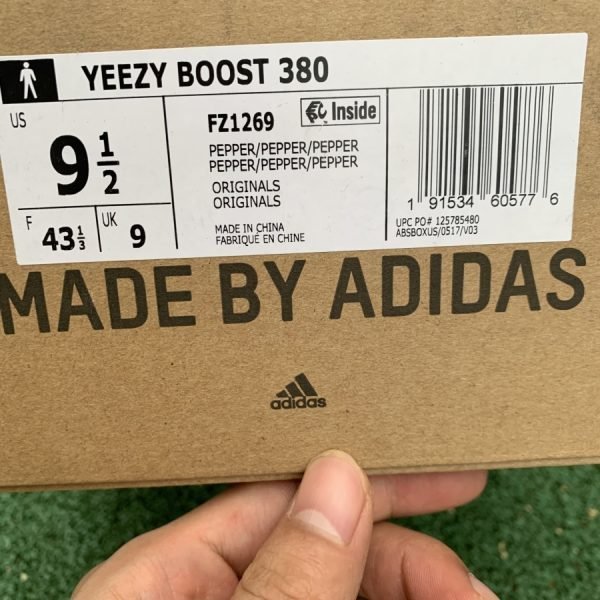 YEEZY BOOST 380
US
9 1/2
F 43 1/3
UK 9
FZ1269
Inside
PEPPER/PEPPER/PEPPER
PEPPER/PEPPER/PEPPER
ORIGINALS
ORIGINALS
MADE IN CHINA
FABRIQUÉ EN CHINE
1 91534 60577 6
UPC PO# 125785480
ABSBOXUS/0517/V03
MADE BY ADIDAS
adidas